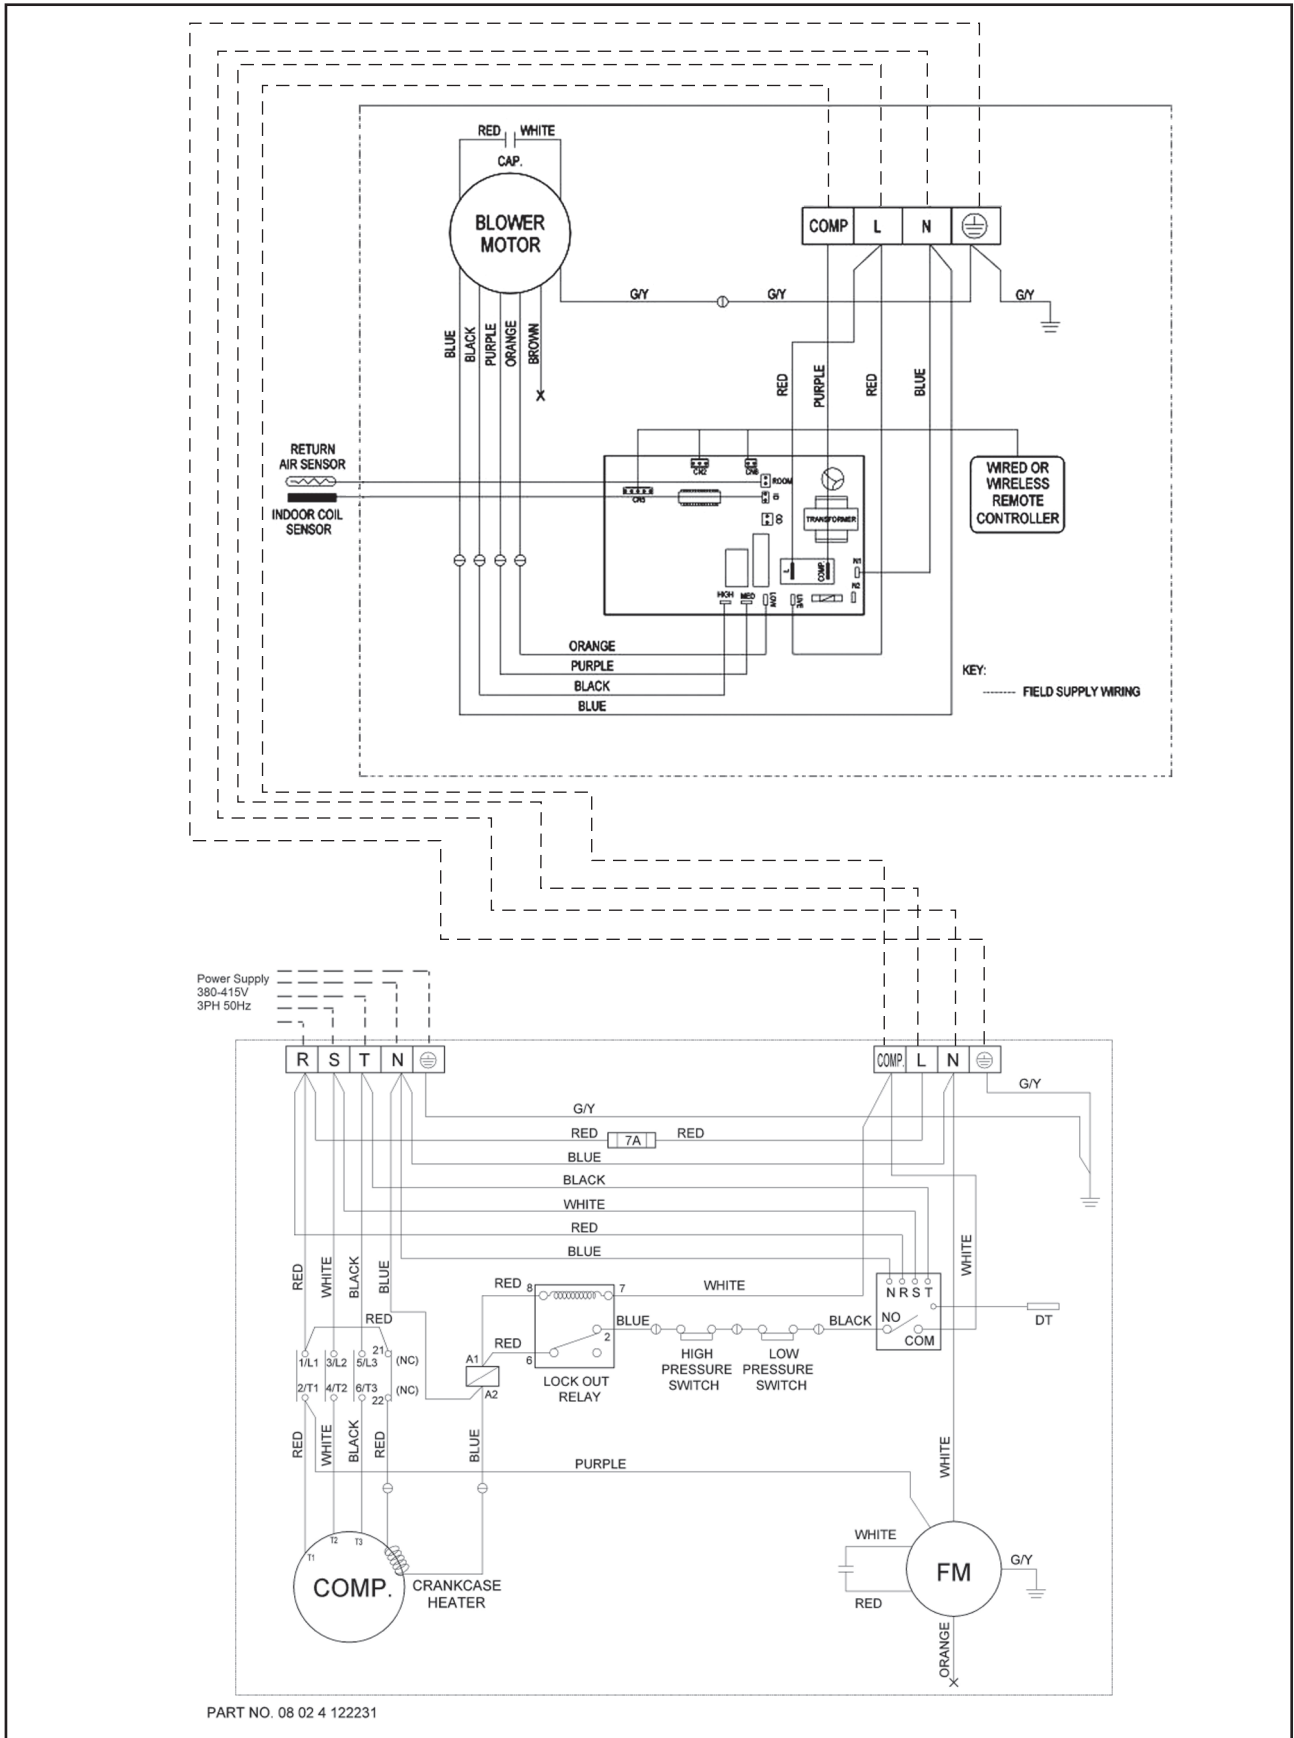 RED WHITE
CAP.
BLOWER
MOTOR
COMP L N
G/Y G/Y G/Y
BLUE
BLACK
PURPLE
ORANGE
BROWN
X
RED
PURPLE
RED
BLUE
RETURN
AIR SENSOR
INDOOR COIL
SENSOR
WIRED OR
WIRELESS
REMOTE
CONTROLLER
CN2
ROOM
TRANSFORMER
L
COMP.
N1
N2
HIGH MED LOW
ORANGE
PURPLE
BLACK
BLUE
KEY:
FIELD SUPPLY WIRING
Power Supply
380-415V
3PH 50Hz
R S T N
COMP. L N
G/Y
G/Y
RED 7A RED
BLUE
BLACK
WHITE
RED
BLUE
RED
WHITE
BLACK
BLUE
WHITE
RED 8 7 WHITE
N R S T
RED
BLUE
2
BLACK
NO
COM
DT
RED
6
1/L1 3/L2 5/L3 21 (NC)
2/T1 4/T2 6/T3 22 (NC)
A1
A2
LOCK OUT
RELAY
HIGH
PRESSURE
SWITCH
LOW
PRESSURE
SWITCH
RED
WHITE
BLACK
RED
BLUE
PURPLE
WHITE
T1
T2
T3
COMP.
CRANKCASE
HEATER
WHITE
RED
FM
G/Y
ORANGE
X
PART NO. 08 02 4 122231